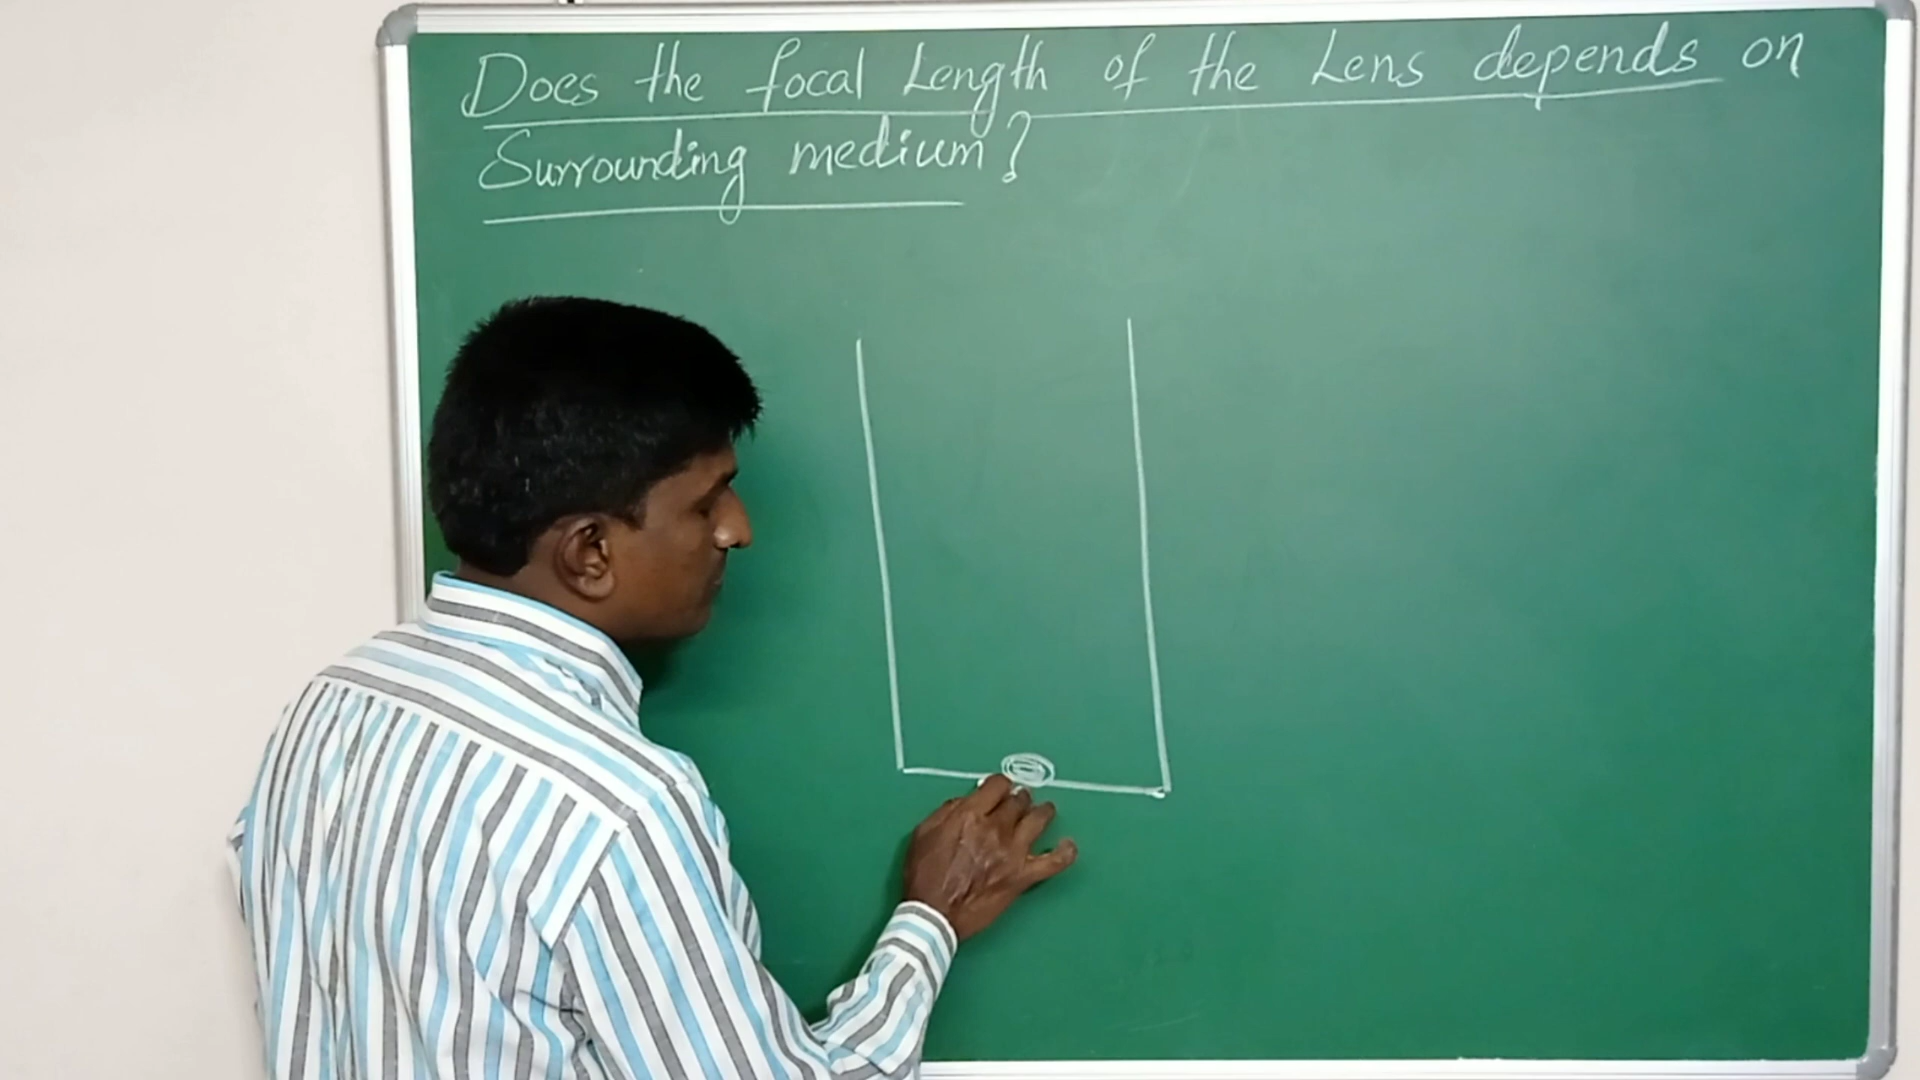 Does the focal Length of the Lens depends on
Surrounding medium?